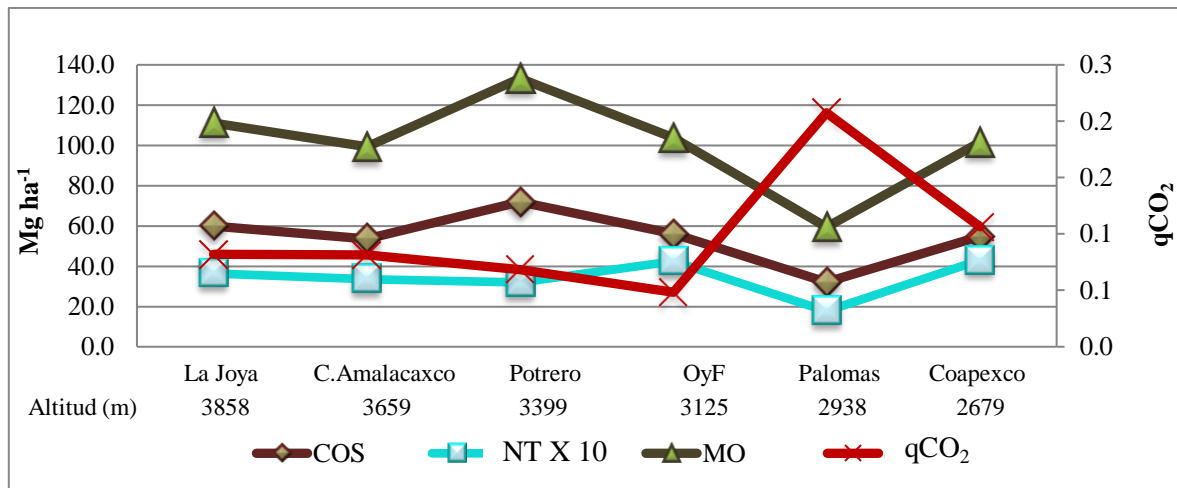 140.0
120.0
100.0
80.0
60.0
40.0
20.0
0.0
Mg ha⁻¹
0.3
0.2
0.2
0.1
0.1
0.0
qCO₂
La Joya C.Amalacaxco Potrero OyF Palomas Coapexco
Altitud (m) 3858 3659 3399 3125 2938 2679
COS NT X 10 MO qCO₂